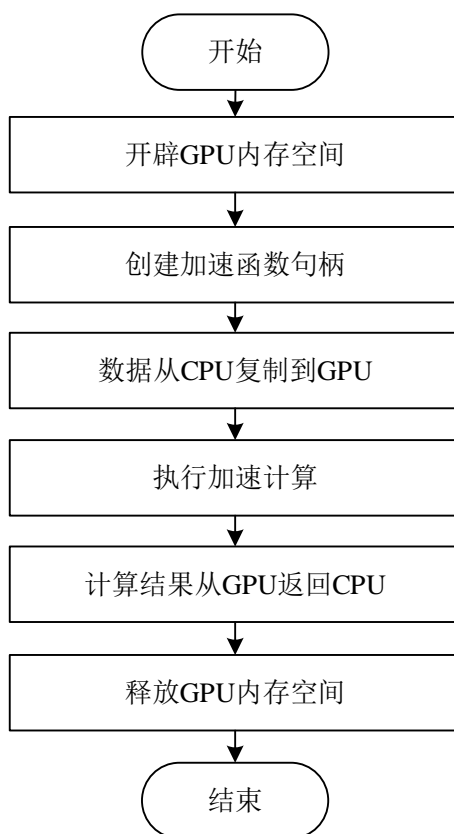 开始
开辟GPU内存空间
创建加速函数句柄
数据从CPU复制到GPU
执行加速计算
计算结果从GPU返回CPU
释放GPU内存空间
结束